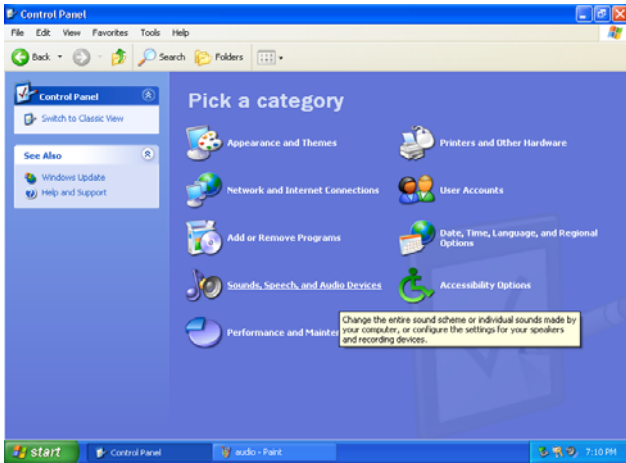 Control Panel
File Edit View Favorites Tools Help
Back Search Folders
Control Panel
Switch to Classic View
See Also
Windows Update
Help and Support
Pick a category
Appearance and Themes
Printers and Other Hardware
Network and Internet Connections
User Accounts
Add or Remove Programs
Date, Time, Language, and Regional
Options
Sounds, Speech, and Audio Devices
Accessibility Options
Performance and Mainte
Change the entire sound scheme or individual sounds made by
your computer, or configure the settings for your speakers
and recording devices.
start Control Panel audio - Paint 7:10 PM